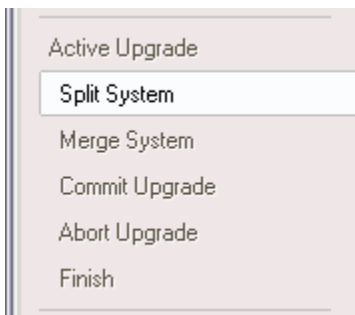 Active Upgrade
Split System
Merge System
Commit Upgrade
Abort Upgrade
Finish